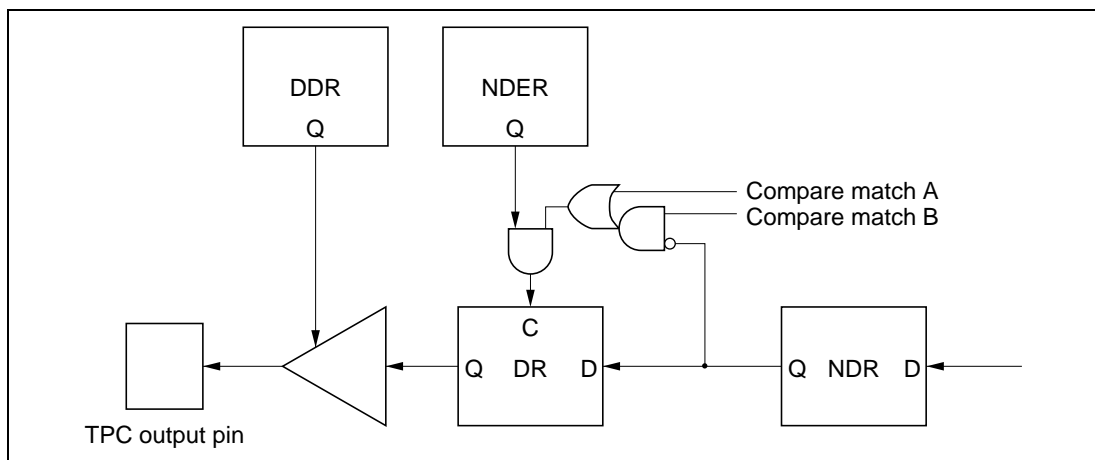 DDR
Q
NDER
Q
Compare match A
Compare match B
C
Q DR D
Q NDR D
TPC output pin